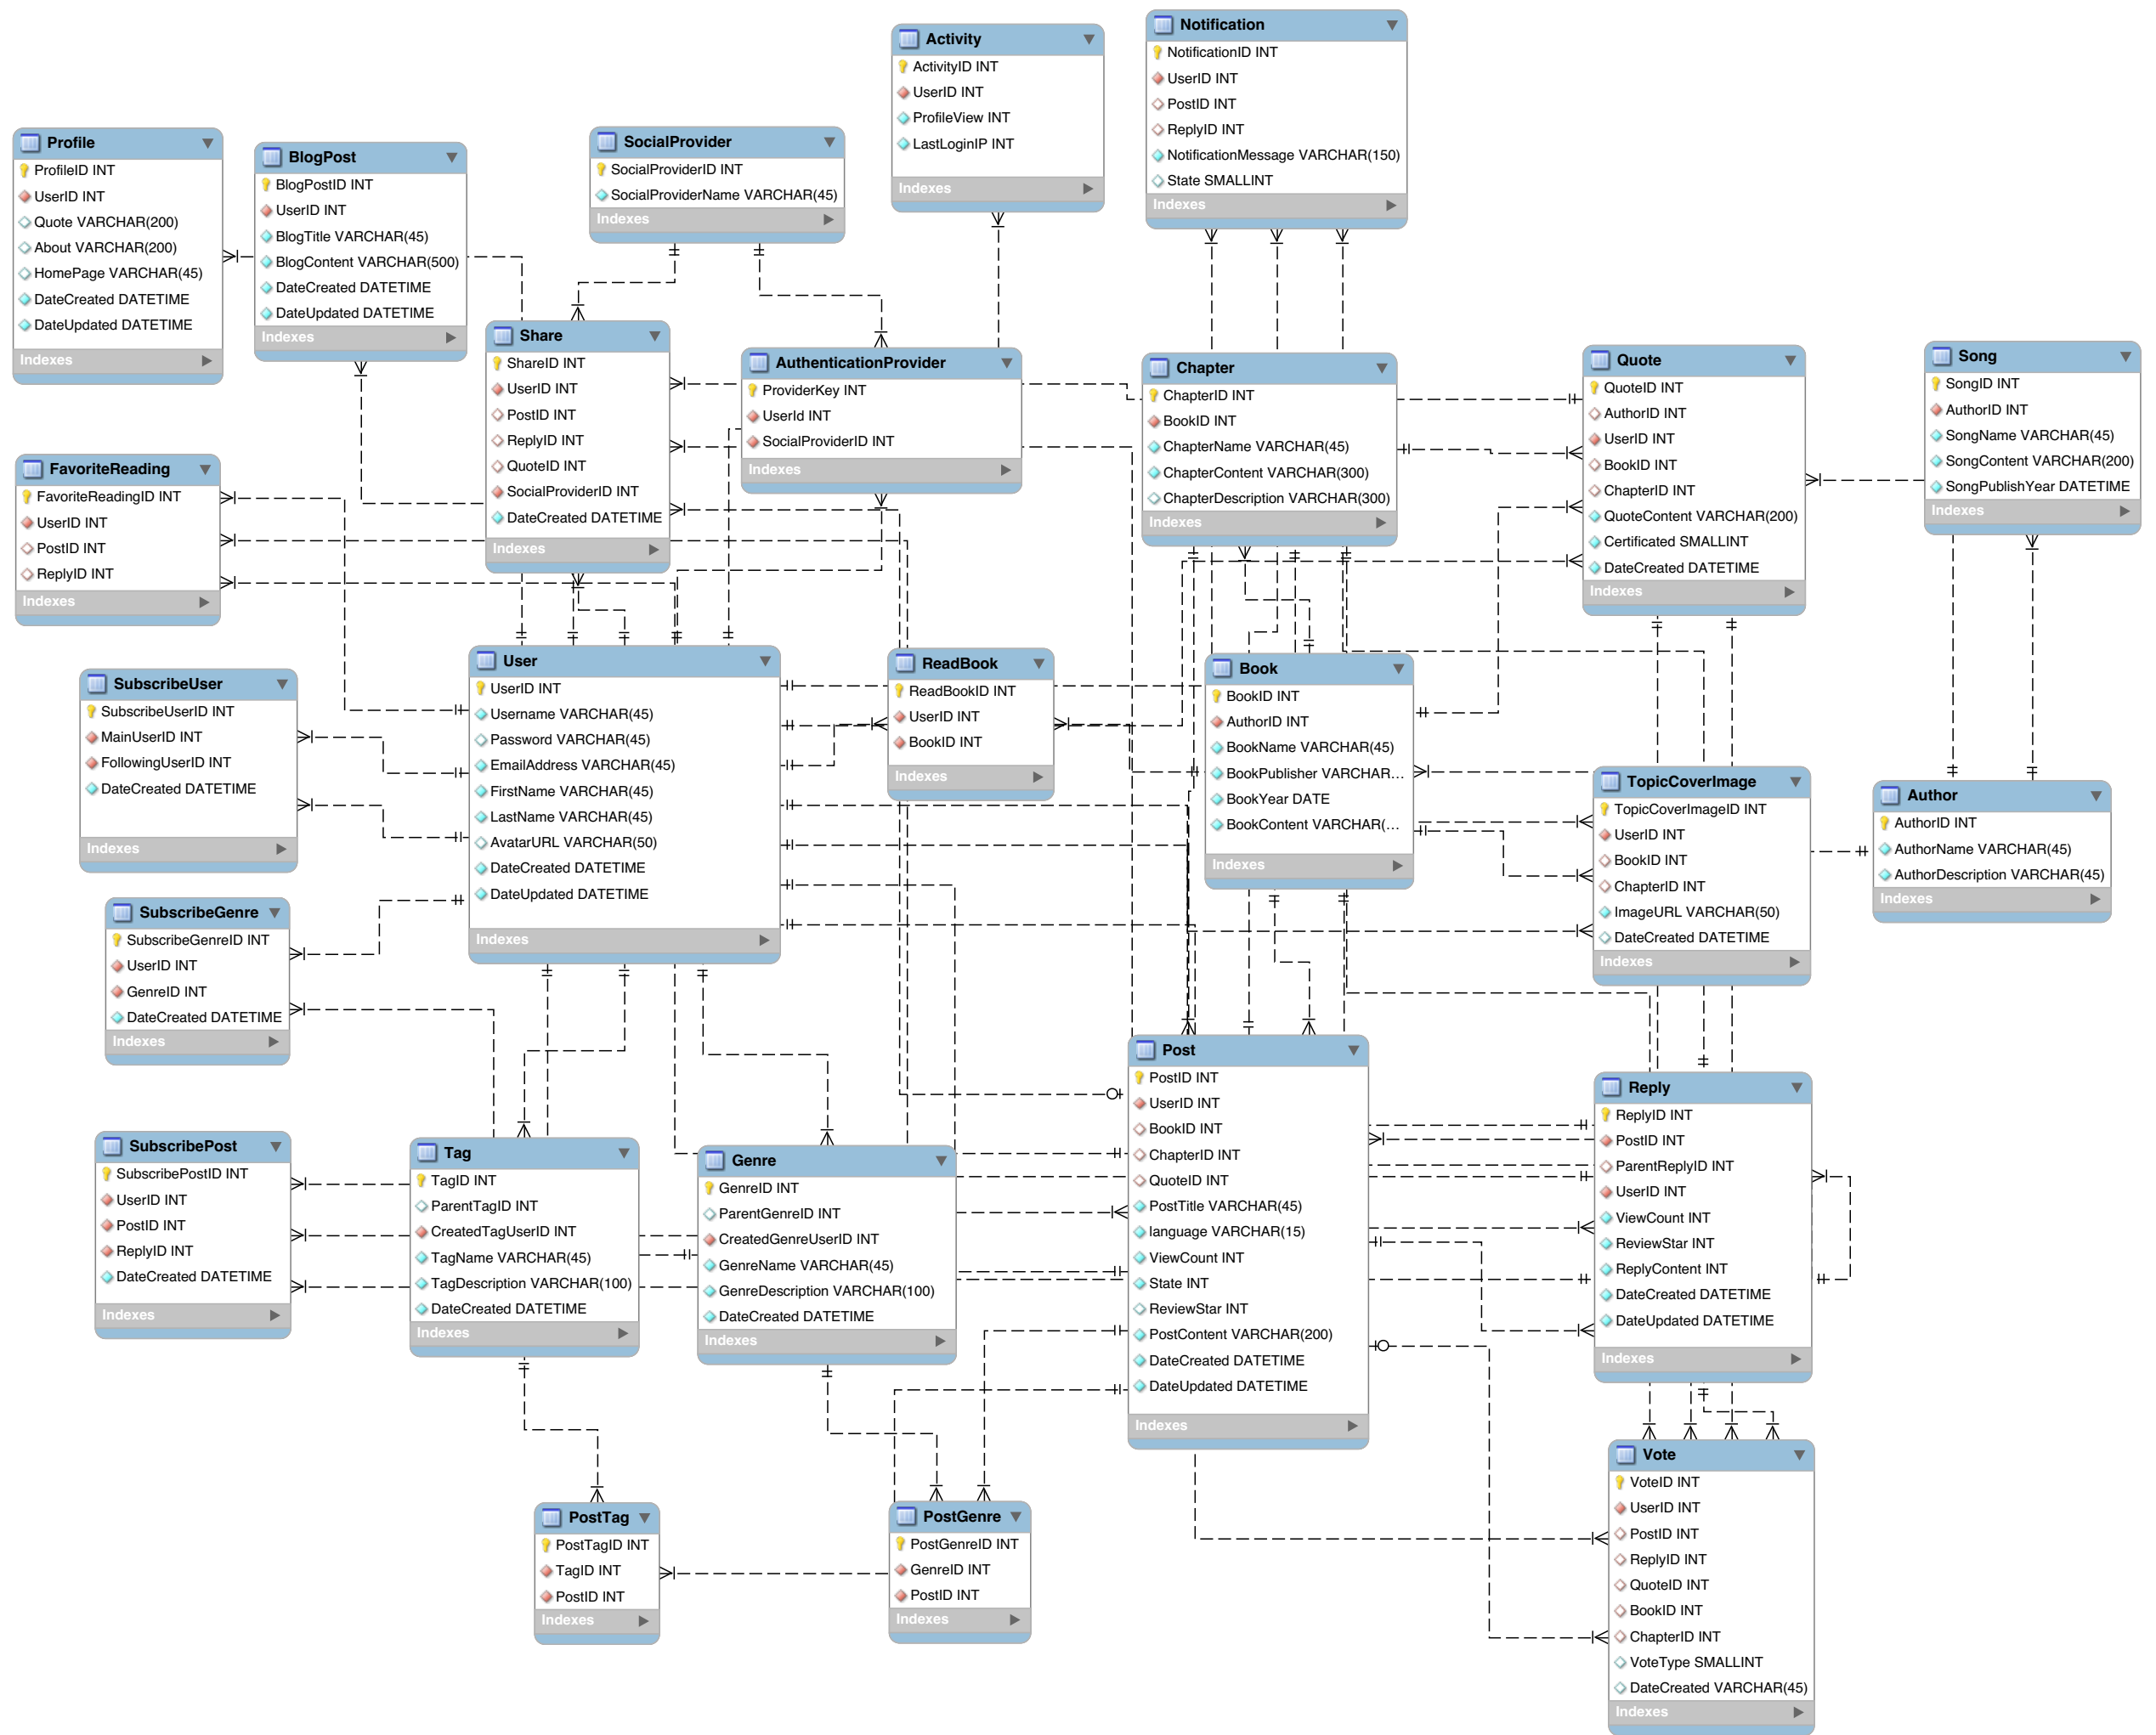 Activity
ActivityID INT
UserID INT
ProfileView INT
LastLoginIP INT
Indexes
Notification
NotificationID INT
UserID INT
PostID INT
ReplyID INT
NotificationMessage VARCHAR(150)
State SMALLINT
Indexes
Profile
ProfileID INT
UserID INT
Quote VARCHAR(200)
About VARCHAR(200)
HomePage VARCHAR(45)
DateCreated DATETIME
DateUpdated DATETIME
Indexes
BlogPost
BlogPostID INT
UserID INT
BlogTitle VARCHAR(45)
BlogContent VARCHAR(500)
DateCreated DATETIME
DateUpdated DATETIME
Indexes
SocialProvider
SocialProviderID INT
SocialProviderName VARCHAR(45)
Indexes
Share
ShareID INT
UserID INT
PostID INT
ReplyID INT
QuoteID INT
SocialProviderID INT
DateCreated DATETIME
Indexes
AuthenticationProvider
ProviderKey INT
UserId INT
SocialProviderID INT
Indexes
Chapter
ChapterID INT
BookID INT
ChapterName VARCHAR(45)
ChapterContent VARCHAR(300)
ChapterDescription VARCHAR(300)
Indexes
Quote
QuoteID INT
AuthorID INT
UserID INT
BookID INT
ChapterID INT
QuoteContent VARCHAR(200)
Certificated SMALLINT
DateCreated DATETIME
Indexes
Song
SongID INT
AuthorID INT
SongName VARCHAR(45)
SongContent VARCHAR(200)
SongPublishYear DATETIME
Indexes
FavoriteReading
FavoriteReadingID INT
UserID INT
PostID INT
ReplyID INT
Indexes
SubscribeUser
SubscribeUserID INT
MainUserID INT
FollowingUserID INT
DateCreated DATETIME
Indexes
User
UserID INT
Username VARCHAR(45)
Password VARCHAR(45)
EmailAddress VARCHAR(45)
FirstName VARCHAR(45)
LastName VARCHAR(45)
AvatarURL VARCHAR(50)
DateCreated DATETIME
DateUpdated DATETIME
Indexes
ReadBook
ReadBookID INT
UserID INT
BookID INT
Indexes
Book
BookID INT
AuthorID INT
BookName VARCHAR(45)
BookPublisher VARCHAR...
BookYear DATE
BookContent VARCHAR(...
Indexes
TopicCoverImage
TopicCoverImageID INT
UserID INT
BookID INT
ChapterID INT
ImageURL VARCHAR(50)
DateCreated DATETIME
Indexes
Author
AuthorID INT
AuthorName VARCHAR(45)
AuthorDescription VARCHAR(45)
Indexes
SubscribeGenre
SubscribeGenreID INT
UserID INT
GenreID INT
DateCreated DATETIME
Indexes
SubscribePost
SubscribePostID INT
UserID INT
PostID INT
ReplyID INT
DateCreated DATETIME
Indexes
Tag
TagID INT
ParentTagID INT
CreatedTagUserID INT
TagName VARCHAR(45)
TagDescription VARCHAR(100)
DateCreated DATETIME
Indexes
Genre
GenreID INT
ParentGenreID INT
CreatedGenreUserID INT
GenreName VARCHAR(45)
GenreDescription VARCHAR(100)
DateCreated DATETIME
Indexes
Post
PostID INT
UserID INT
BookID INT
ChapterID INT
QuoteID INT
PostTitle VARCHAR(45)
language VARCHAR(15)
ViewCount INT
State INT
ReviewStar INT
PostContent VARCHAR(200)
DateCreated DATETIME
DateUpdated DATETIME
Indexes
Reply
ReplyID INT
PostID INT
ParentReplyID INT
UserID INT
ViewCount INT
ReviewStar INT
ReplyContent INT
DateCreated DATETIME
DateUpdated DATETIME
Indexes
PostTag
PostTagID INT
TagID INT
PostID INT
Indexes
PostGenre
PostGenreID INT
GenreID INT
PostID INT
Indexes
Vote
VoteID INT
UserID INT
PostID INT
ReplyID INT
QuoteID INT
BookID INT
ChapterID INT
VoteType SMALLINT
DateCreated VARCHAR(45)
Indexes